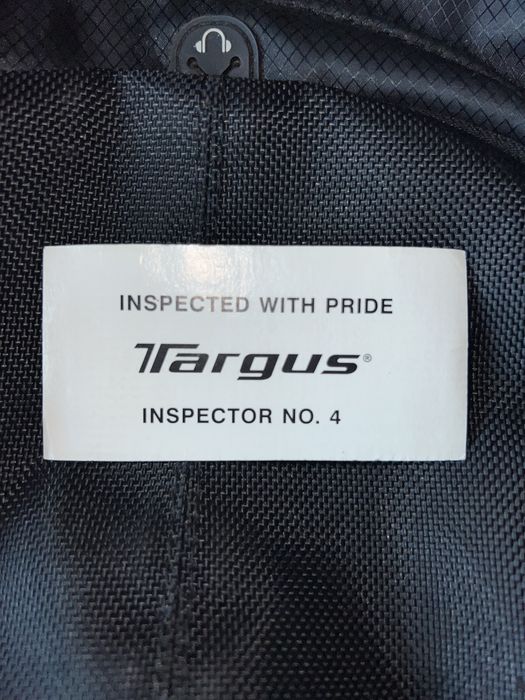 INSPECTED WITH PRIDE
Targus®
INSPECTOR NO. 4